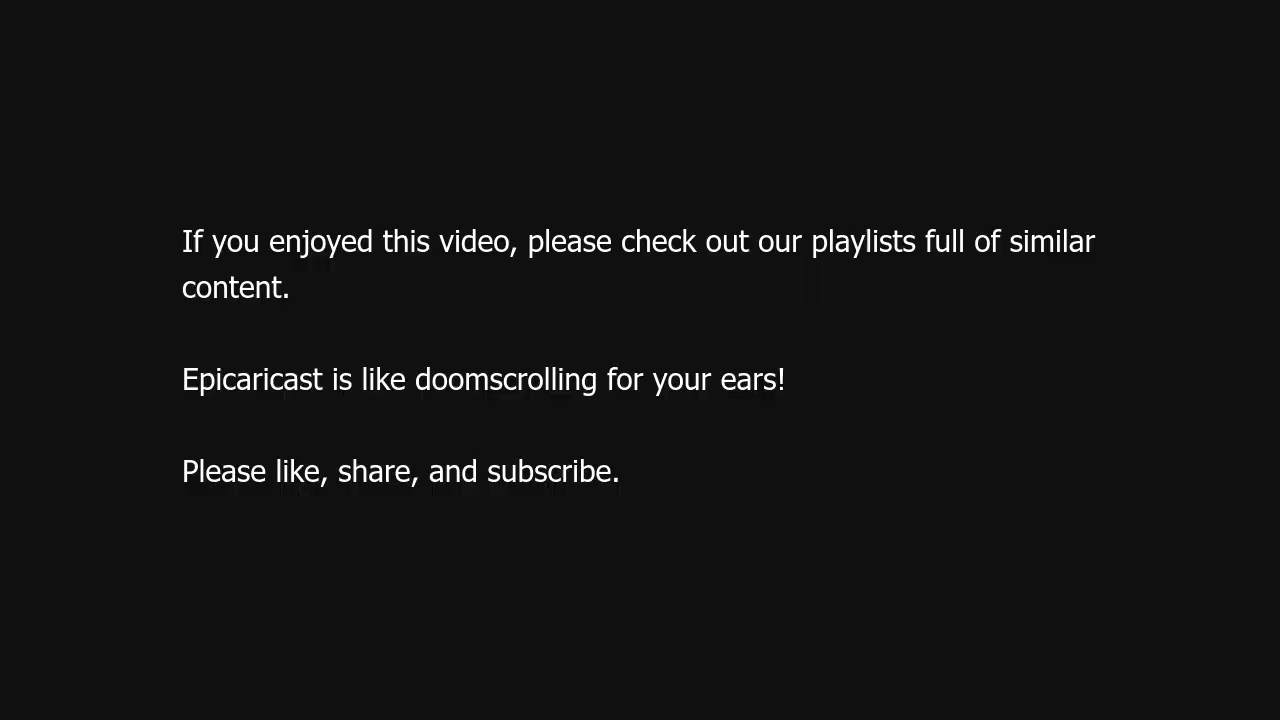 If you enjoyed this video, please check out our playlists full of similar
content.
Epicaricast is like doomscrolling for your ears!
Please like, share, and subscribe.